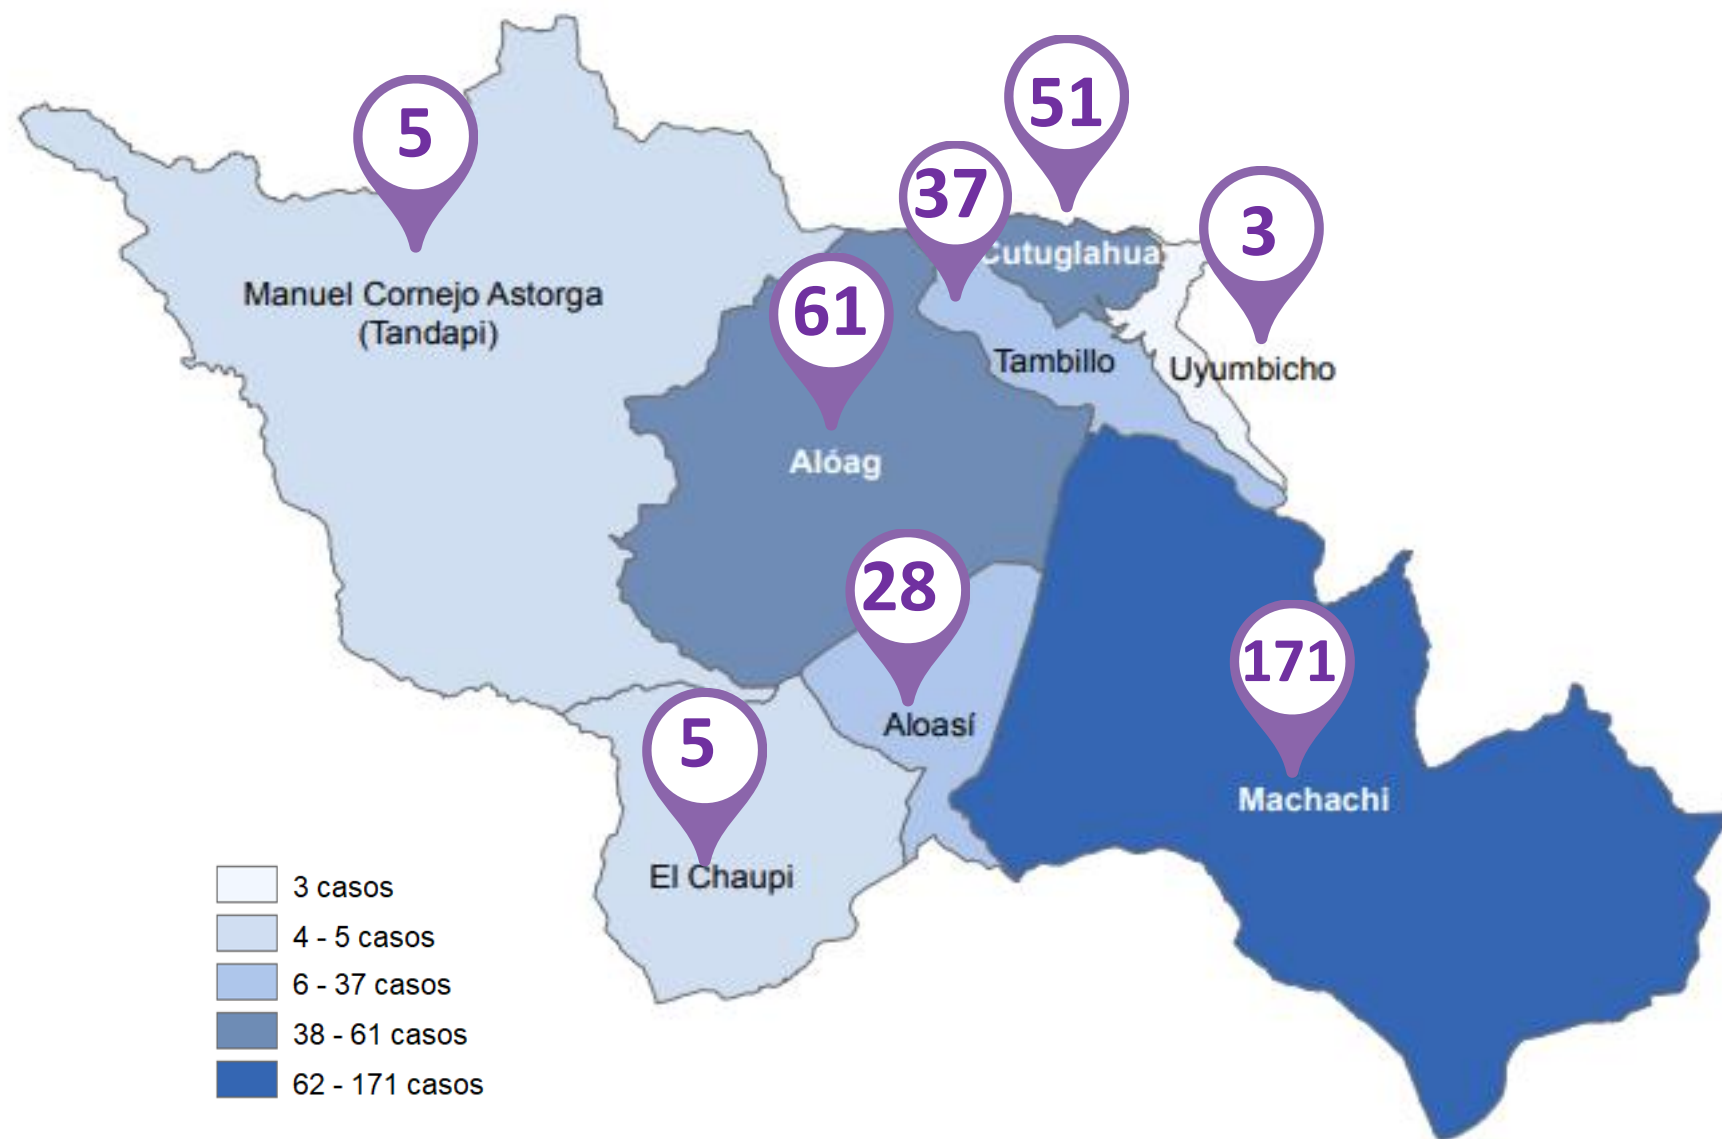 51
5
37
3
Cutuglahua
Manuel Cornejo Astorga
(Tandapi)
61
Tambillo
Uyumbicho
Alóag
28
171
Aloasí
5
Machachi
El Chaupi
3 casos
4 - 5 casos
6 - 37 casos
38 - 61 casos
62 - 171 casos